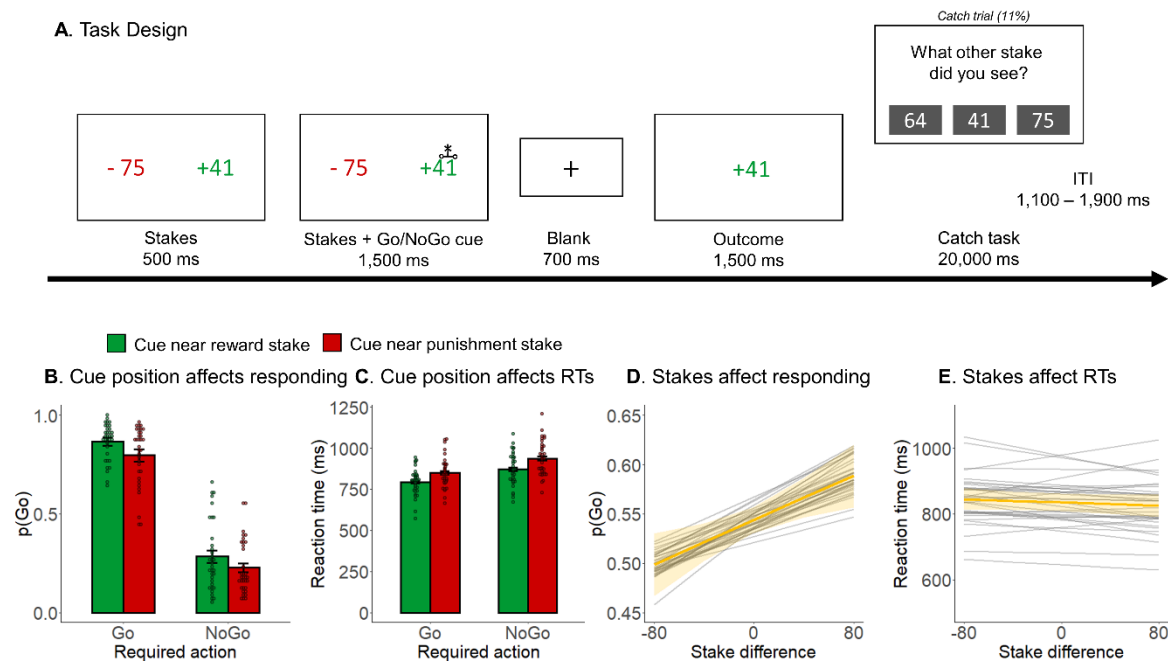 A. Task Design
Catch trial (11%)
What other stake
did you see?
64 41 75
- 75 +41
- 75 +41
*
+
+41
ITI
1,100 – 1,900 ms
Stakes
500 ms
Stakes + Go/NoGo cue
1,500 ms
Blank
700 ms
Outcome
1,500 ms
Catch task
20,000 ms
Cue near reward stake
Cue near punishment stake
B. Cue position affects responding
p(Go)
1.0
0.5
0.0
Go NoGo
Required action
C. Cue position affects RTs
Reaction time (ms)
1250
1000
750
500
250
0
Go NoGo
Required action
D. Stakes affect responding
p(Go)
0.65
0.60
0.55
0.50
0.45
-80 0 80
Stake difference
E. Stakes affect RTs
Reaction time (ms)
1000
800
600
-80 0 80
Stake difference